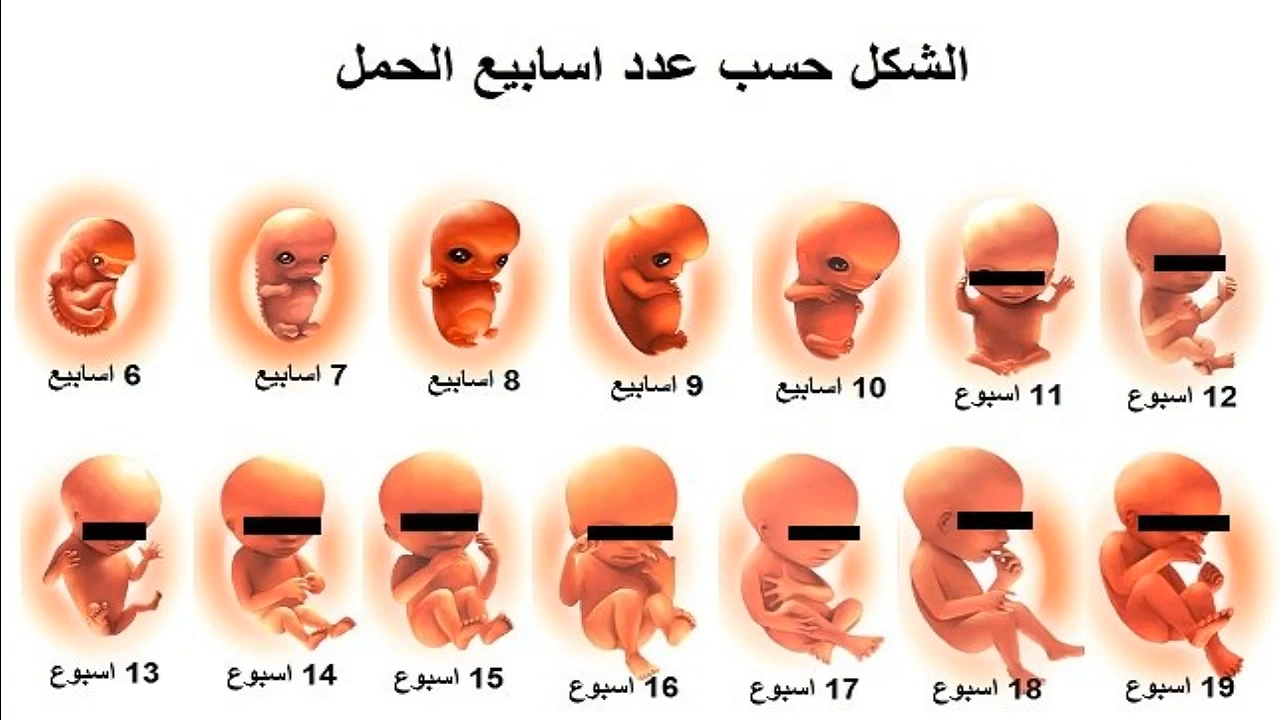 الشكل حسب عدد اسابيع الحمل
6 اسابيع
7 اسابيع
8 اسابيع
9 اسابيع
10 اسابيع
11 اسبوع
12 اسبوع
13 اسبوع
14 اسبوع
15 اسبوع
16 اسبوع
17 اسبوع
18 اسبوع
19 اسبوع